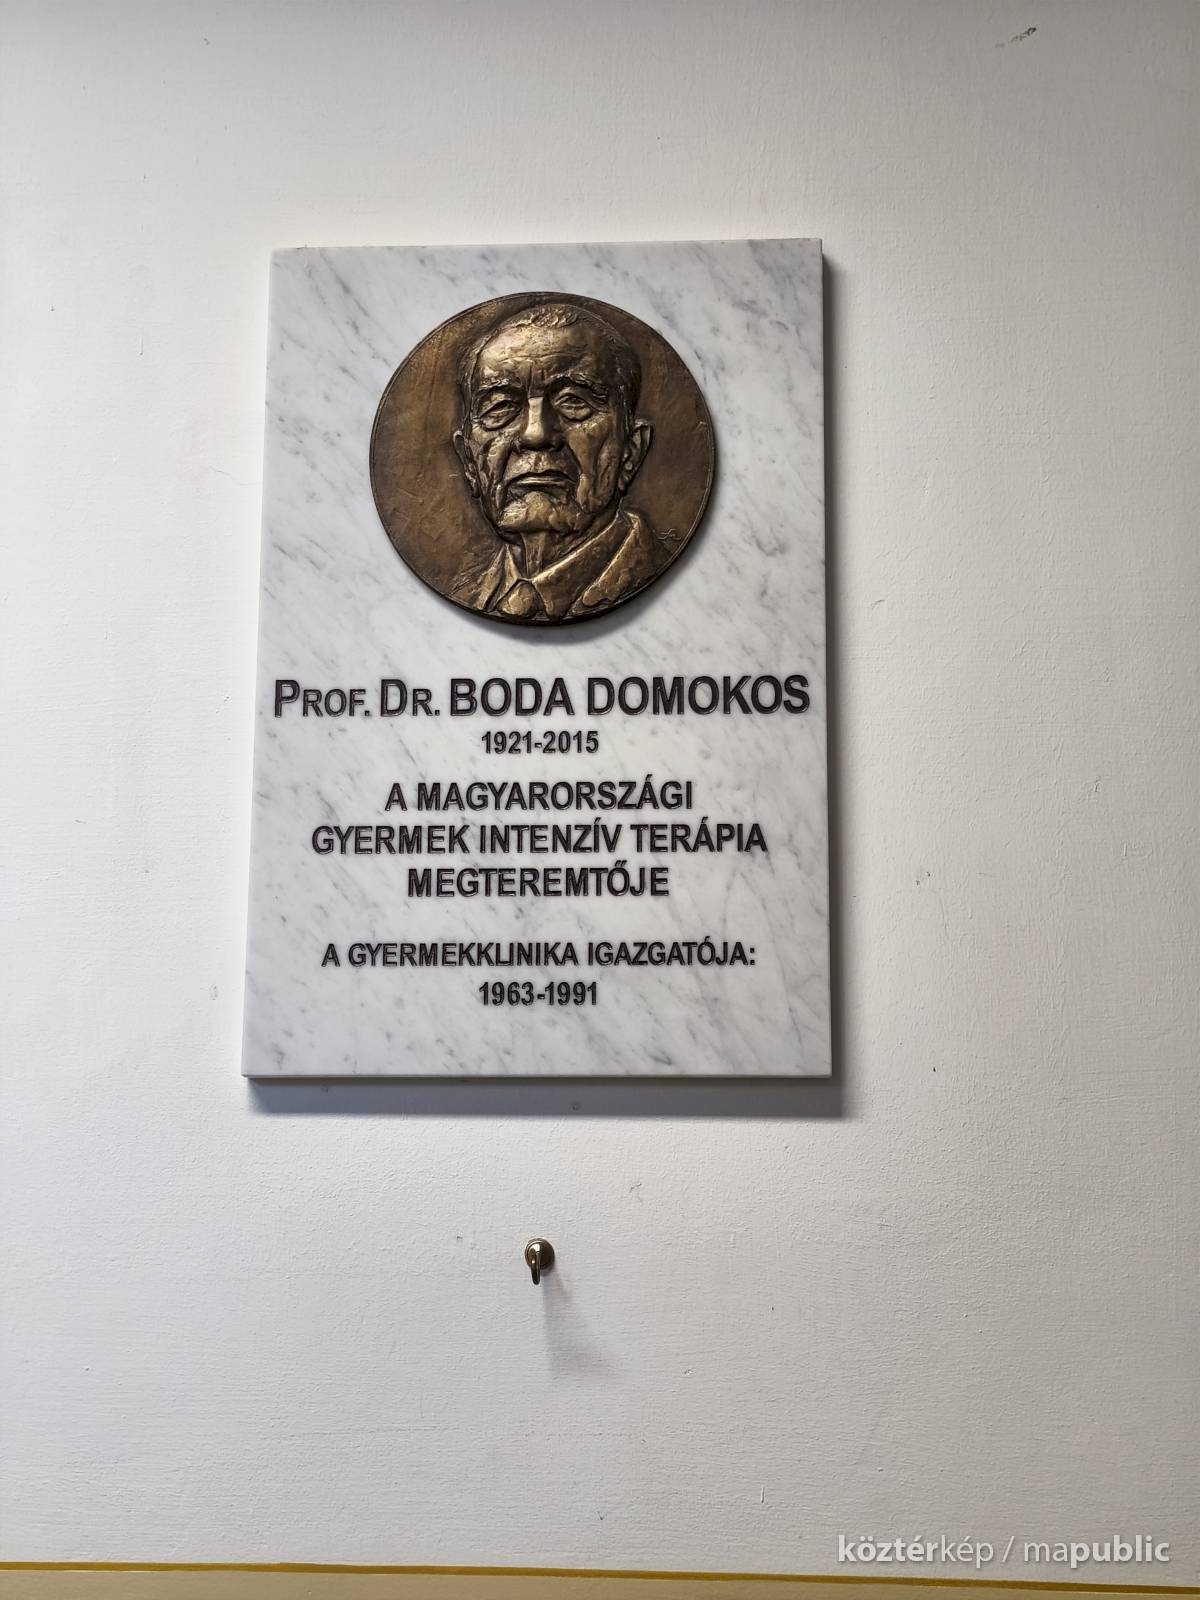 PROF. DR. BODA DOMOKOS
1921-2015
A MAGYARORSZÁGI
GYERMEK INTENZÍV TERÁPIA
MEGTEREMTŐJE
A GYERMEKKLINIKA IGAZGATÓJA:
1963-1991
köztérkép / mapublic